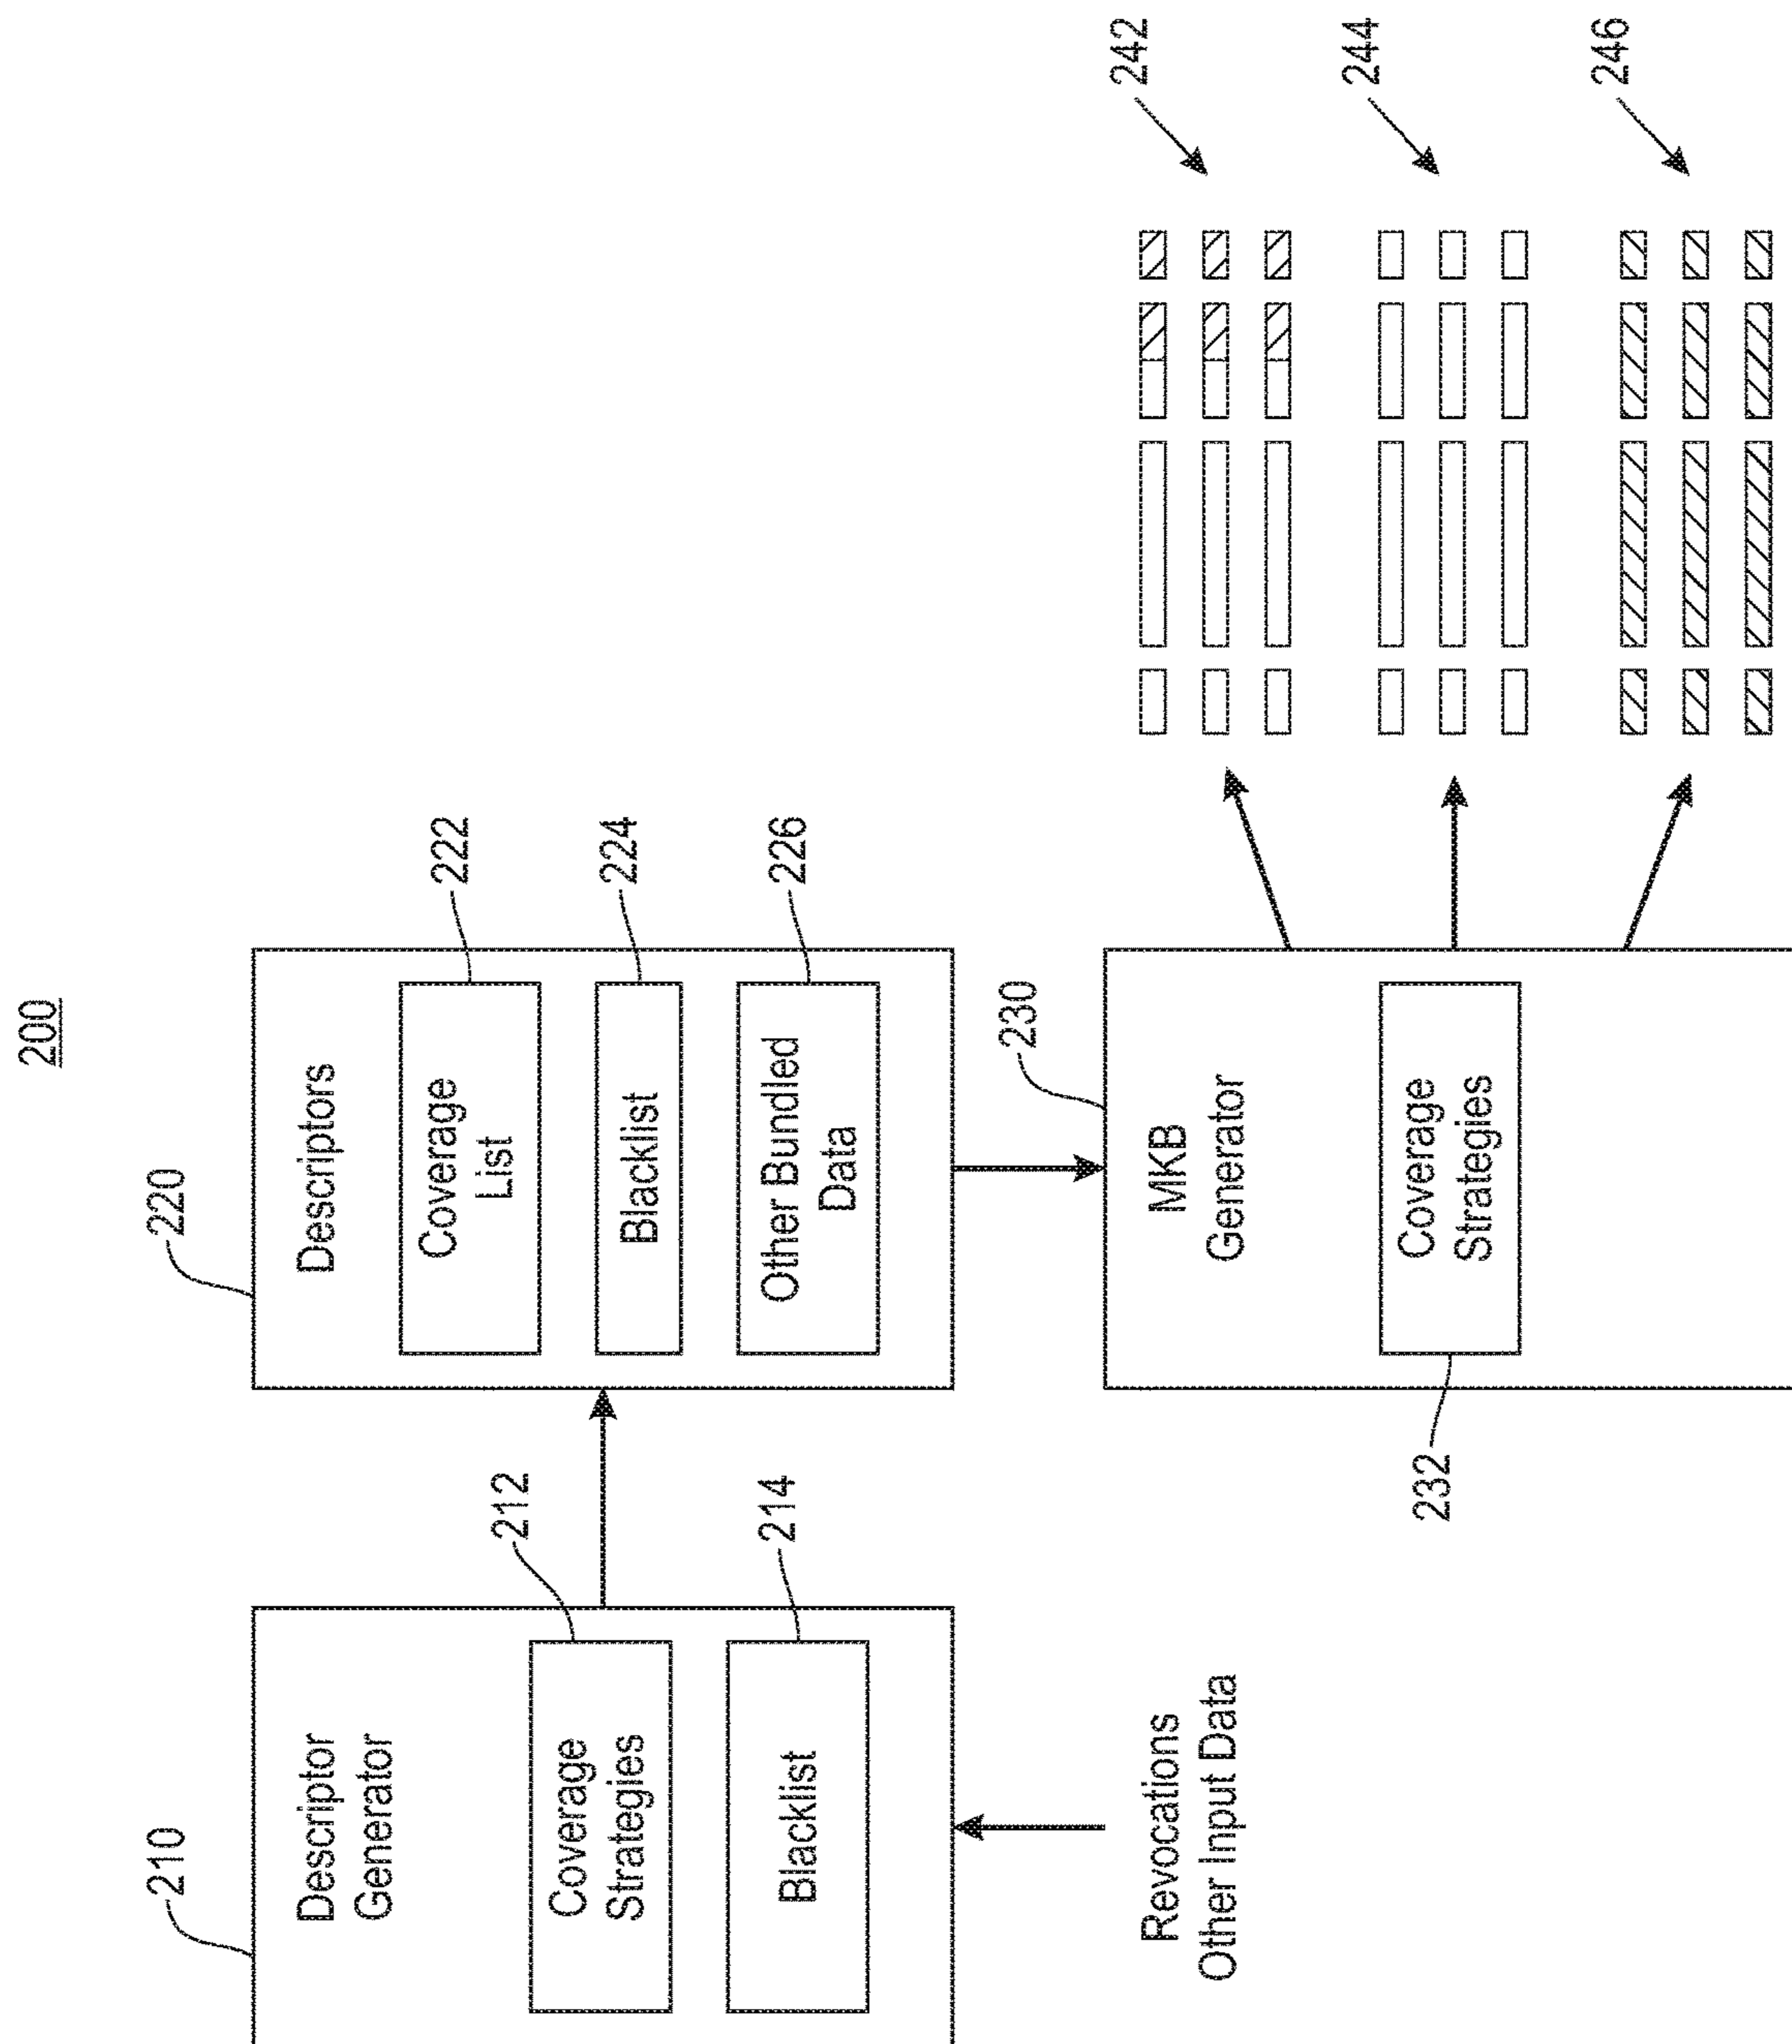 200
210
Descriptor
Generator
212
Coverage
Strategies
214
Blacklist
Revocations
Other Input Data
220
Descriptors
222
Coverage
List
224
Blacklist
226
Other Bundled
Data
230
MKB
Generator
Coverage
Strategies
232
242
244
246